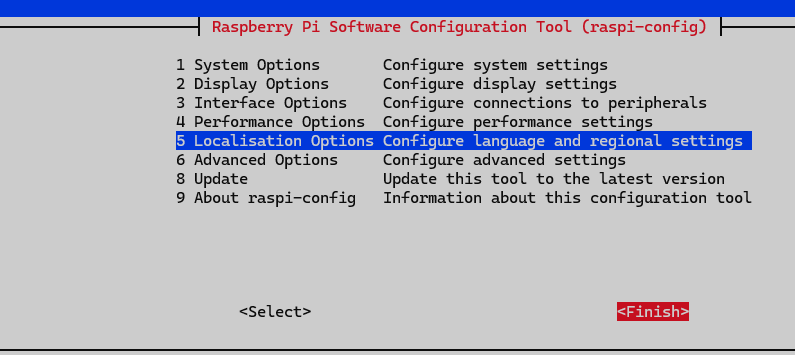 Raspberry Pi Software Configuration Tool (raspi-config)
1 System Options Configure system settings
2 Display Options Configure display settings
3 Interface Options Configure connections to peripherals
4 Performance Options Configure performance settings
5 Localisation Options Configure language and regional settings
6 Advanced Options Configure advanced settings
8 Update Update this tool to the latest version
9 About raspi-config Information about this configuration tool
<Select> <Finish>